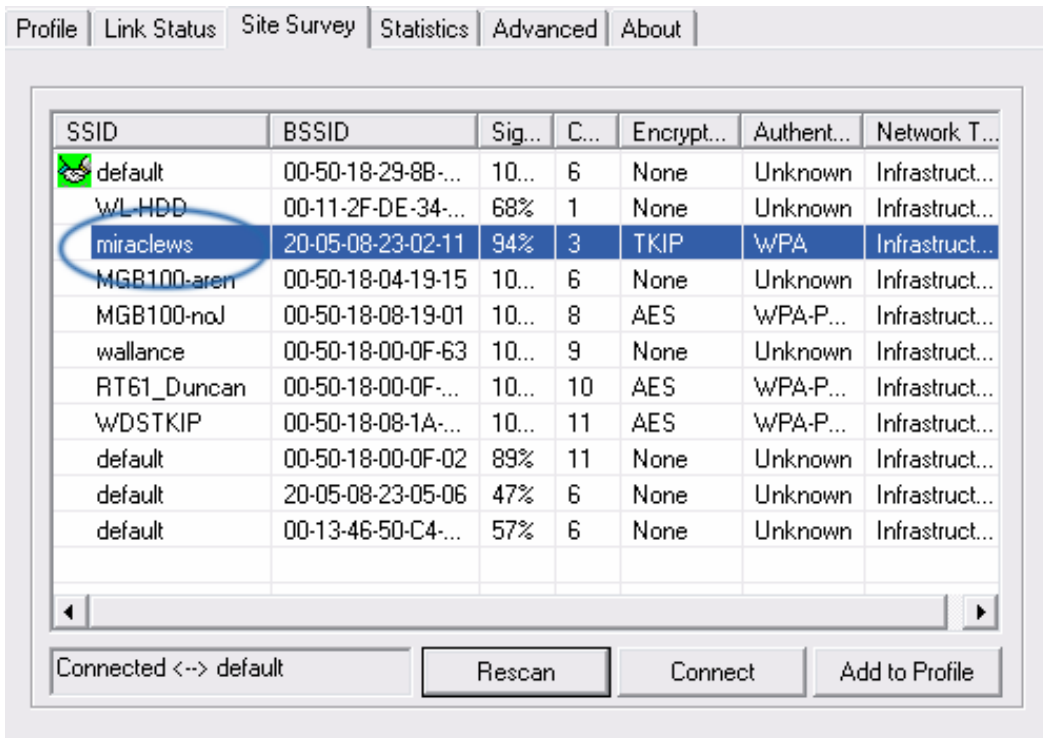 Profile Link Status Site Survey Statistics Advanced About
SSID BSSID Sig... C... Encrypt... Authent... Network T...
default 00-50-18-29-8B-... 10... 6 None Unknown Infrastruct...
WL-HDD 00-11-2F-DE-34-... 68% 1 None Unknown Infrastruct...
miraclews 20-05-08-23-02-11 94% 3 TKIP WPA Infrastruct...
MGB100-aren 00-50-18-04-19-15 10... 6 None Unknown Infrastruct...
MGB100-noJ 00-50-18-08-19-01 10... 8 AES WPA-P... Infrastruct...
wallance 00-50-18-00-0F-63 10... 9 None Unknown Infrastruct...
RT61_Duncan 00-50-18-00-0F-... 10... 10 AES WPA-P... Infrastruct...
WDSTKIP 00-50-18-08-1A-... 10... 11 AES WPA-P... Infrastruct...
default 00-50-18-00-0F-02 89% 11 None Unknown Infrastruct...
default 20-05-08-23-05-06 47% 6 None Unknown Infrastruct...
default 00-13-46-50-C4-... 57% 6 None Unknown Infrastruct...
Connected <--> default Rescan Connect Add to Profile